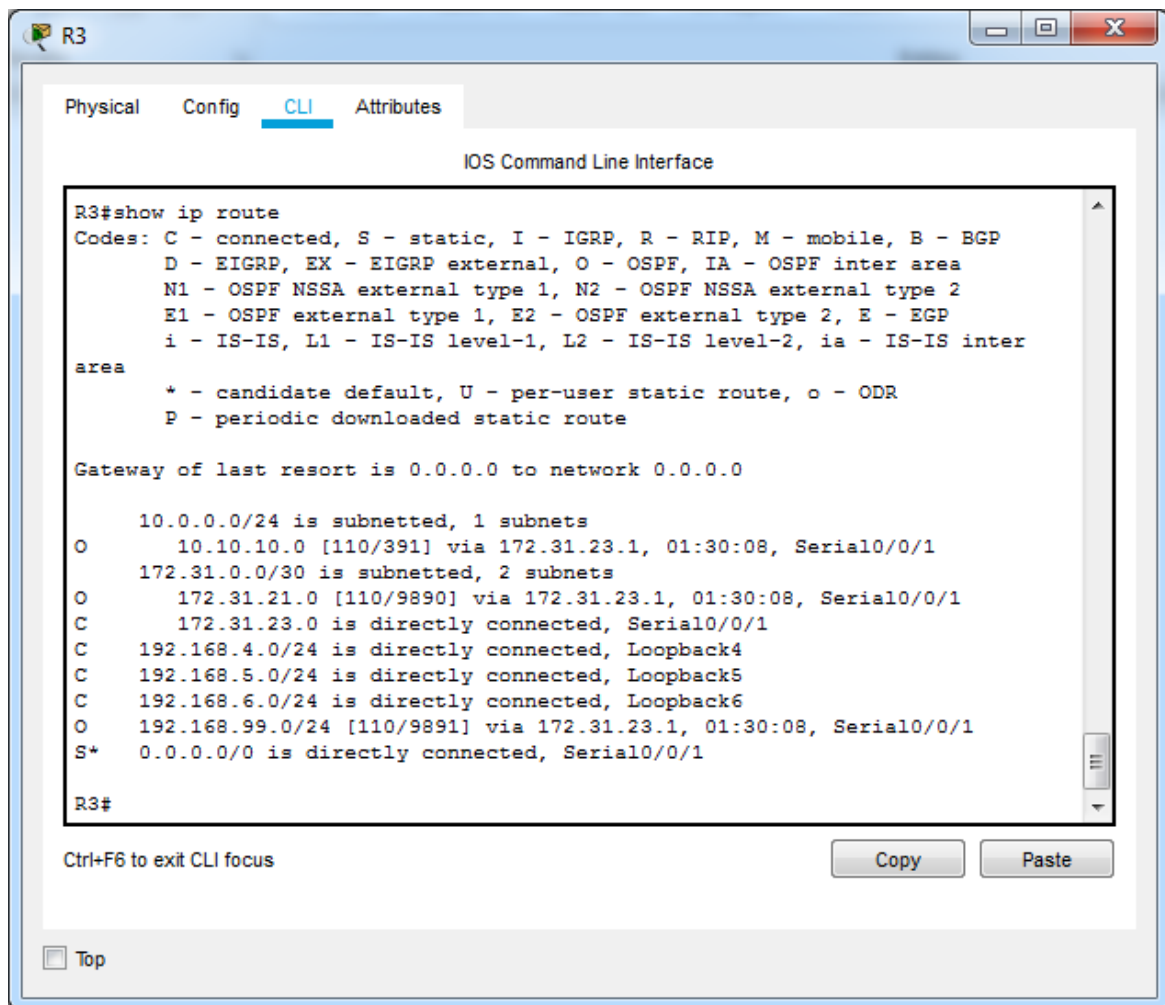 R3
Physical Config CLI Attributes
IOS Command Line Interface
R3#show ip route
Codes: C - connected, S - static, I - IGRP, R - RIP, M - mobile, B - BGP
       D - EIGRP, EX - EIGRP external, O - OSPF, IA - OSPF inter area
       N1 - OSPF NSSA external type 1, N2 - OSPF NSSA external type 2
       E1 - OSPF external type 1, E2 - OSPF external type 2, E - EGP
       i - IS-IS, L1 - IS-IS level-1, L2 - IS-IS level-2, ia - IS-IS inter
area
       * - candidate default, U - per-user static route, o - ODR
       P - periodic downloaded static route
Gateway of last resort is 0.0.0.0 to network 0.0.0.0
     10.0.0.0/24 is subnetted, 1 subnets
O       10.10.10.0 [110/391] via 172.31.23.1, 01:30:08, Serial0/0/1
     172.31.0.0/30 is subnetted, 2 subnets
O       172.31.21.0 [110/9890] via 172.31.23.1, 01:30:08, Serial0/0/1
C       172.31.23.0 is directly connected, Serial0/0/1
C    192.168.4.0/24 is directly connected, Loopback4
C    192.168.5.0/24 is directly connected, Loopback5
C    192.168.6.0/24 is directly connected, Loopback6
O    192.168.99.0/24 [110/9891] via 172.31.23.1, 01:30:08, Serial0/0/1
S*   0.0.0.0/0 is directly connected, Serial0/0/1
R3#
Ctrl+F6 to exit CLI focus Copy Paste
Top